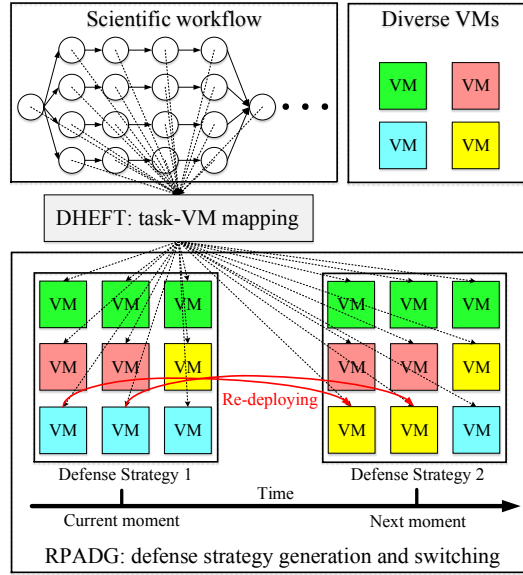 Scientific workflow
Diverse VMs
VM VM
VM VM
DHEFT: task-VM mapping
VM VM VM VM VM VM
VM VM VM VM VM VM
Re-deploying
VM VM VM VM VM VM
Defense Strategy 1 Defense Strategy 2
Time
Current moment Next moment
RPADG: defense strategy generation and switching